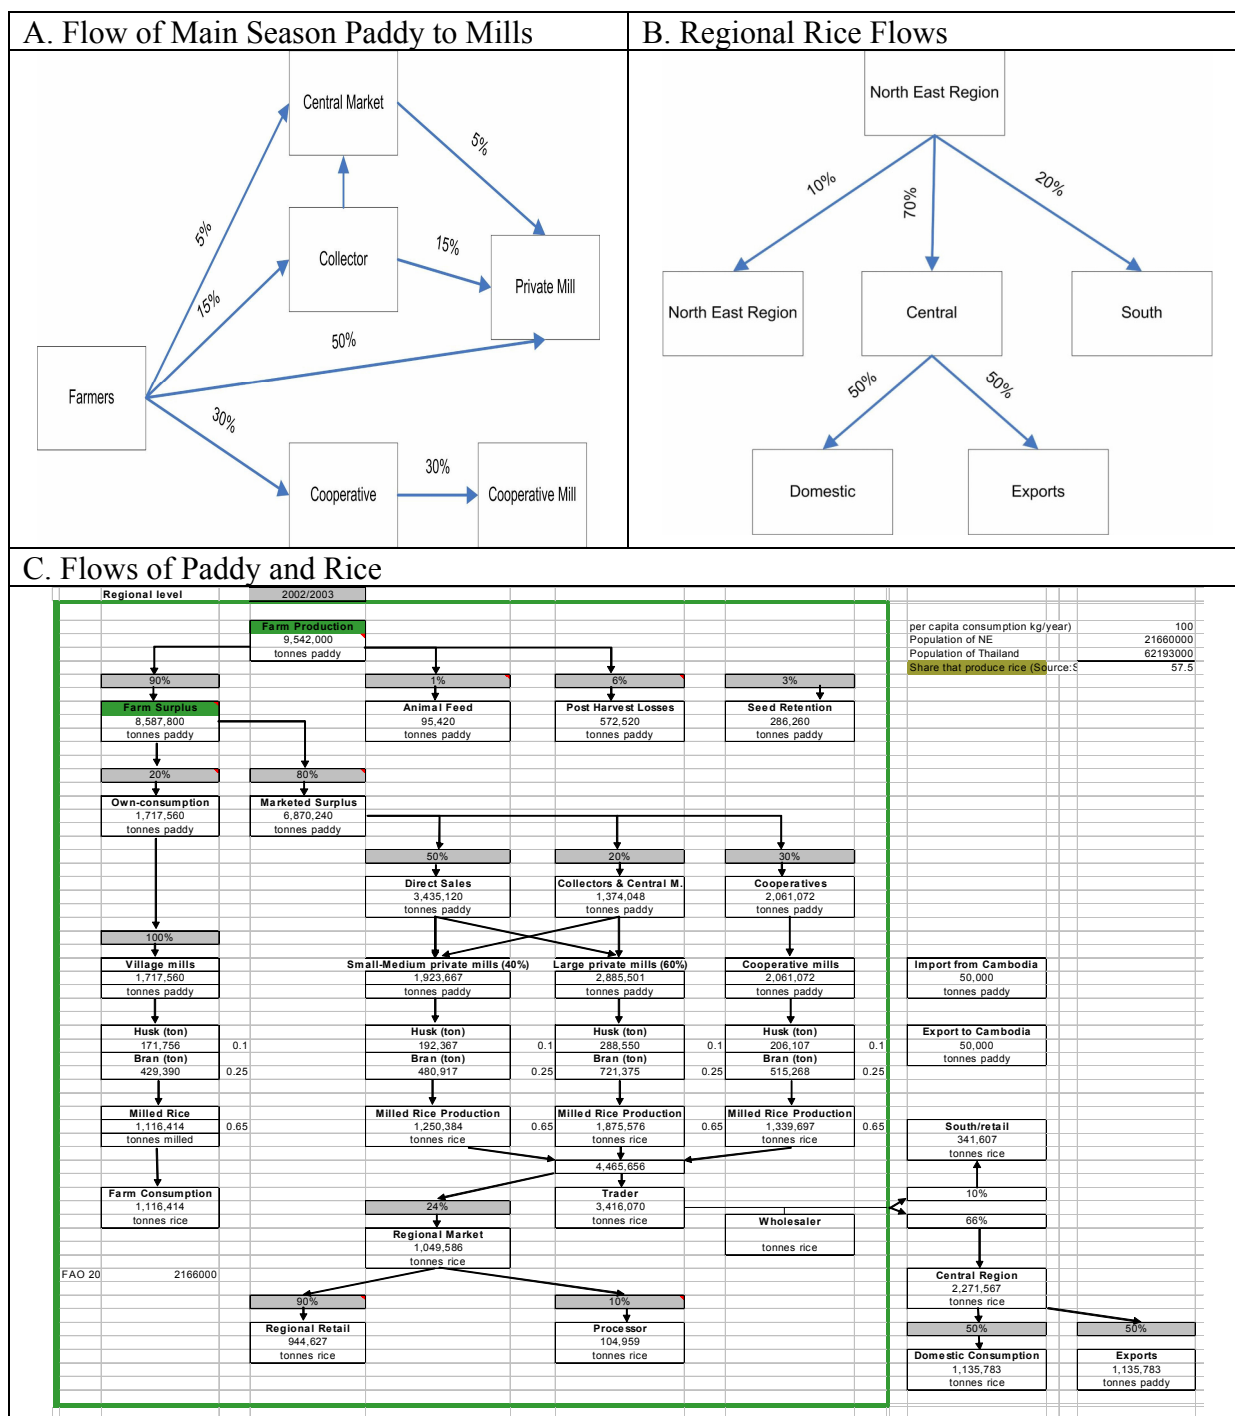 A. Flow of Main Season Paddy to Mills
B. Regional Rice Flows
Central Market
5%
5%
Collector
15%
15%
Private Mill
50%
Farmers
30%
30%
Cooperative
Cooperative Mill
North East Region
10%
70%
20%
North East Region
Central
South
50%
50%
Domestic
Exports
C. Flows of Paddy and Rice
Regional level
2002/2003
Farm Production
9,542,000
tonnes paddy
per capita consumption kg/year)
100
Population of NE
21660000
Population of Thailand
62193000
Share that produce rice (Source:S
57.5
90%
1%
6%
3%
Farm Surplus
Animal Feed
Post Harvest Losses
Seed Retention
8,587,800
95,420
572,520
286,260
tonnes paddy
tonnes paddy
tonnes paddy
tonnes paddy
20%
80%
Own-consumption
Marketed Surplus
1,717,560
6,870,240
tonnes paddy
tonnes paddy
50%
20%
30%
Direct Sales
Collectors & Central M.
Cooperatives
3,435,120
1,374,048
2,061,072
tonnes paddy
tonnes paddy
tonnes paddy
100%
Village mills
Small-Medium private mills (40%)
Large private mills (60%)
Cooperative mills
Import from Cambodia
1,717,560
1,923,667
2,885,501
2,061,072
50,000
tonnes paddy
tonnes paddy
tonnes paddy
tonnes paddy
tonnes paddy
Husk (ton)
Husk (ton)
Husk (ton)
Husk (ton)
Export to Cambodia
171,756
0.1
192,367
0.1
288,550
0.1
206,107
0.1
50,000
Bran (ton)
Bran (ton)
Bran (ton)
Bran (ton)
tonnes paddy
429,390
0.25
480,917
0.25
721,375
0.25
515,268
0.25
Milled Rice
Milled Rice Production
Milled Rice Production
Milled Rice Production
1,116,414
0.65
1,250,384
0.65
1,875,576
0.65
1,339,697
0.65
South/retail
tonnes milled
tonnes rice
tonnes rice
tonnes rice
341,607
tonnes rice
4,465,656
Farm Consumption
Trader
10%
1,116,414
24%
3,416,070
tonnes rice
tonnes rice
Wholesaler
66%
Regional Market
1,049,586
tonnes rice
tonnes rice
FAO 20
2166000
Central Region
2,271,567
tonnes rice
90%
10%
Regional Retail
Processor
50%
50%
944,627
104,959
tonnes rice
tonnes rice
Domestic Consumption
Exports
1,135,783
1,135,783
tonnes rice
tonnes paddy